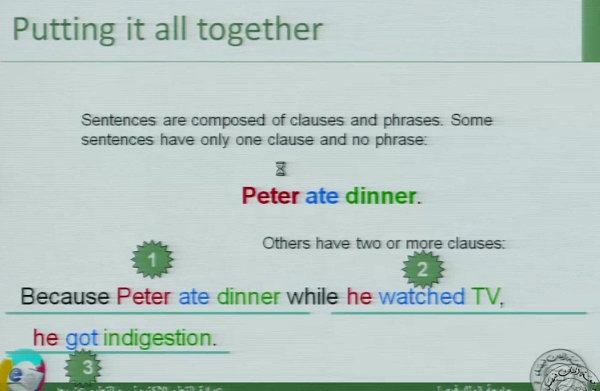 Putting it all together
Sentences are composed of clauses and phrases. Some
sentences have only one clause and no phrase:
Peter ate dinner.
Others have two or more clauses:
1
2
Because Peter ate dinner while he watched TV,
he got indigestion.
3